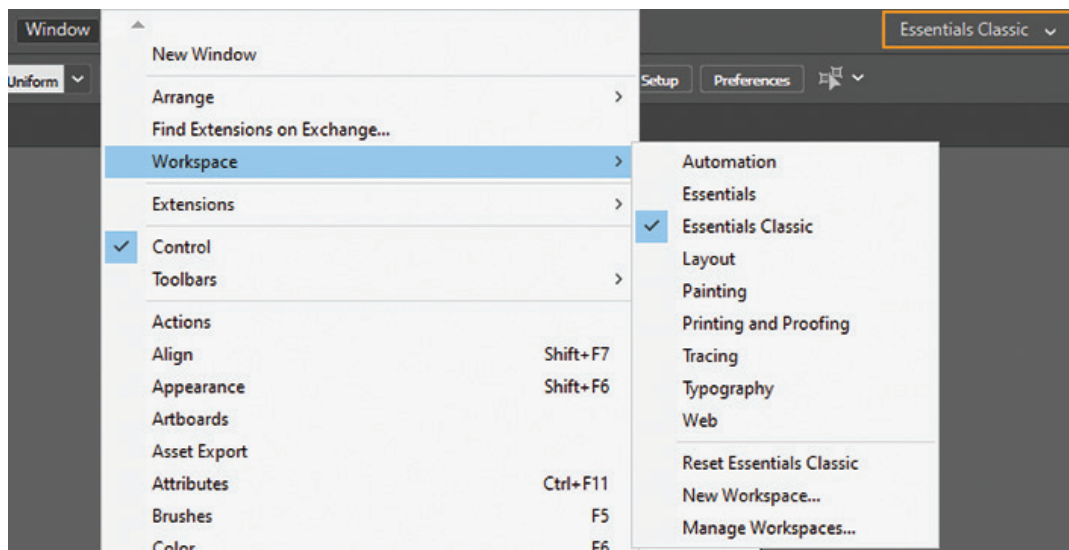 Window
Essentials Classic
Uniform
Setup
Preferences
New Window
Arrange
Find Extensions on Exchange...
Workspace
Extensions
Control
Toolbars
Actions
Align Shift+F7
Appearance Shift+F6
Artboards
Asset Export
Attributes Ctrl+F11
Brushes F5
Color F6
Automation
Essentials
Essentials Classic
Layout
Painting
Printing and Proofing
Tracing
Typography
Web
Reset Essentials Classic
New Workspace...
Manage Workspaces...